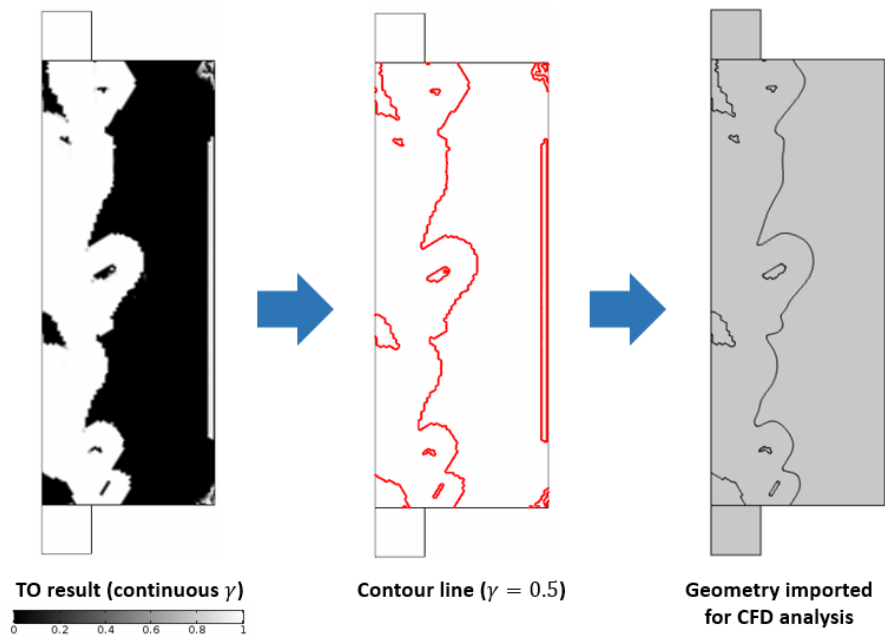 TO result (continuous γ)
0 0.2 0.4 0.6 0.8 1
Contour line (γ = 0.5)
Geometry imported
for CFD analysis